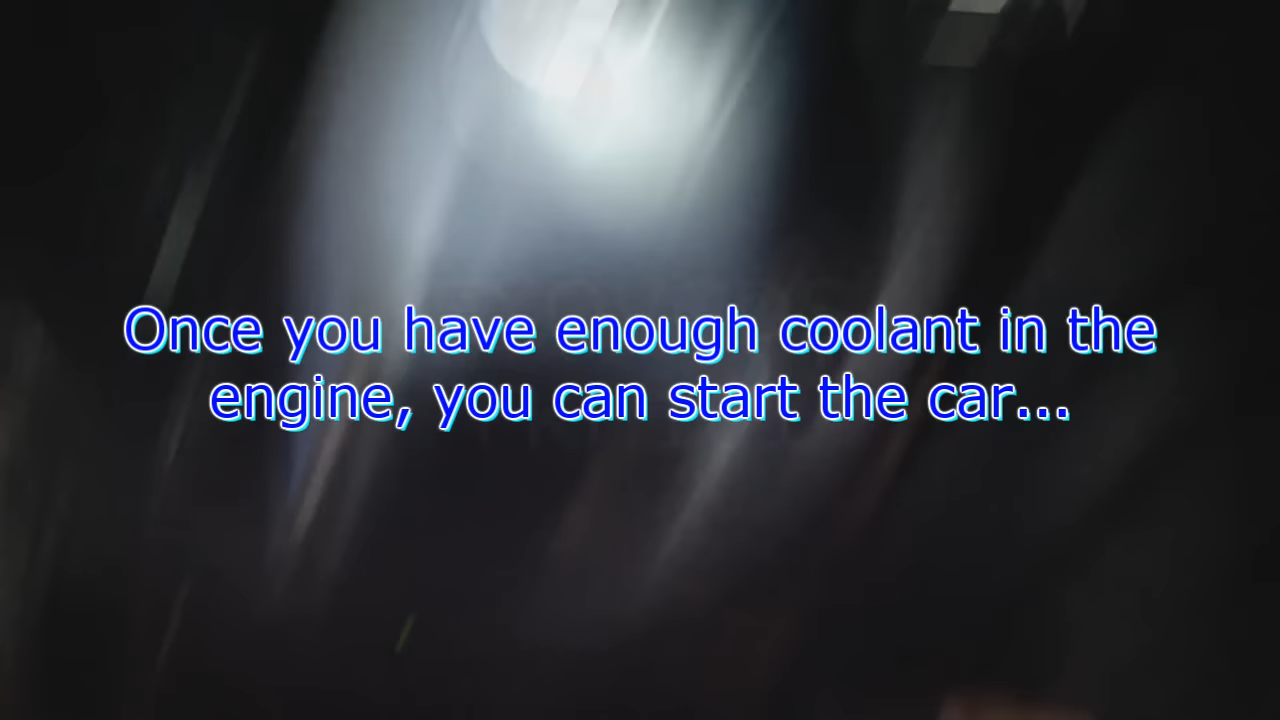 Once you have enough coolant in the
engine, you can start the car...